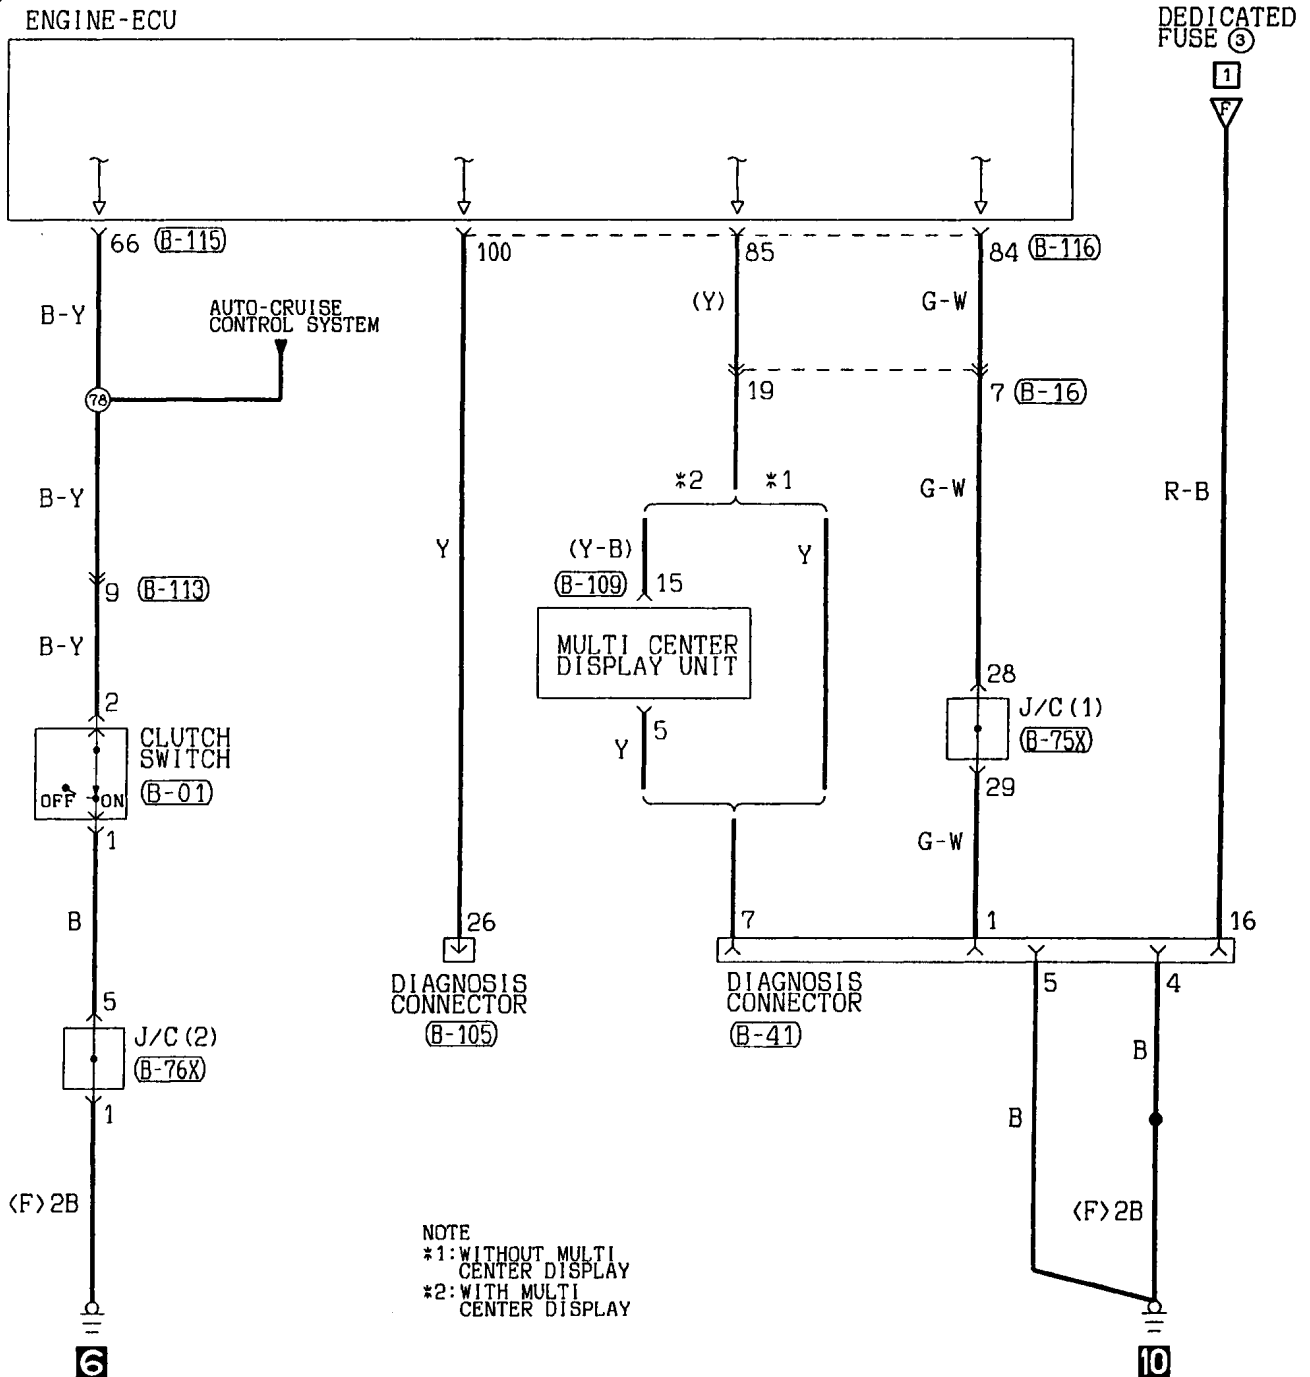 ENGINE-ECU
DEDICATED
FUSE ③
1
F
66 (B-115)
100
85
84 (B-116)
B-Y
AUTO-CRUISE
CONTROL SYSTEM
(Y)
G-W
78
19
7 (B-16)
B-Y
*2 *1
G-W
R-B
Y
(Y-B)
Y
9 (B-113)
(B-109) 15
B-Y
MULTI CENTER
DISPLAY UNIT
2
28
CLUTCH
SWITCH
(B-01)
OFF ON
5
Y
J/C(1)
(B-75X)
29
1
G-W
B
26
7
1
16
DIAGNOSIS
CONNECTOR
(B-105)
DIAGNOSIS
CONNECTOR
(B-41)
5
4
5
J/C(2)
(B-76X)
B
1
B
<F>2B
<F>2B
NOTE
*1:WITHOUT MULTI
CENTER DISPLAY
*2:WITH MULTI
CENTER DISPLAY
6
10